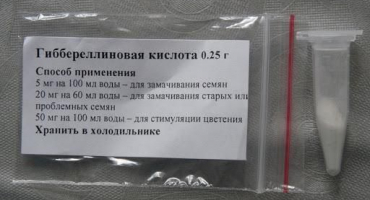 Гиббереллиновая кислота 0.25 г
Способ применения
5 мг на 100 мл воды – для замачивания семян
20 мг на 60 мл воды – для замачивания старых или
проблемных семян
50 мг на 100 мл воды – для стимуляции цветения
Хранить в холодильнике